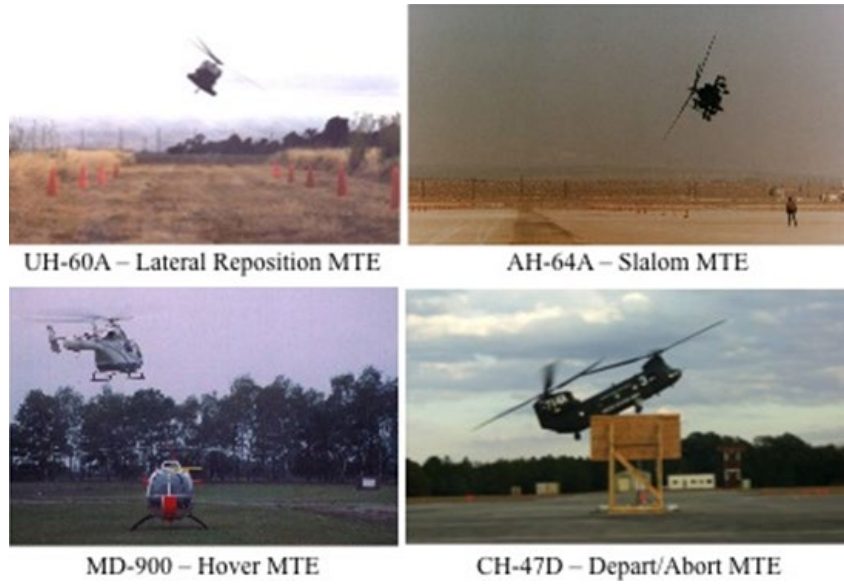 UH-60A – Lateral Reposition MTE
AH-64A – Slalom MTE
MD-900 – Hover MTE
CH-47D – Depart/Abort MTE